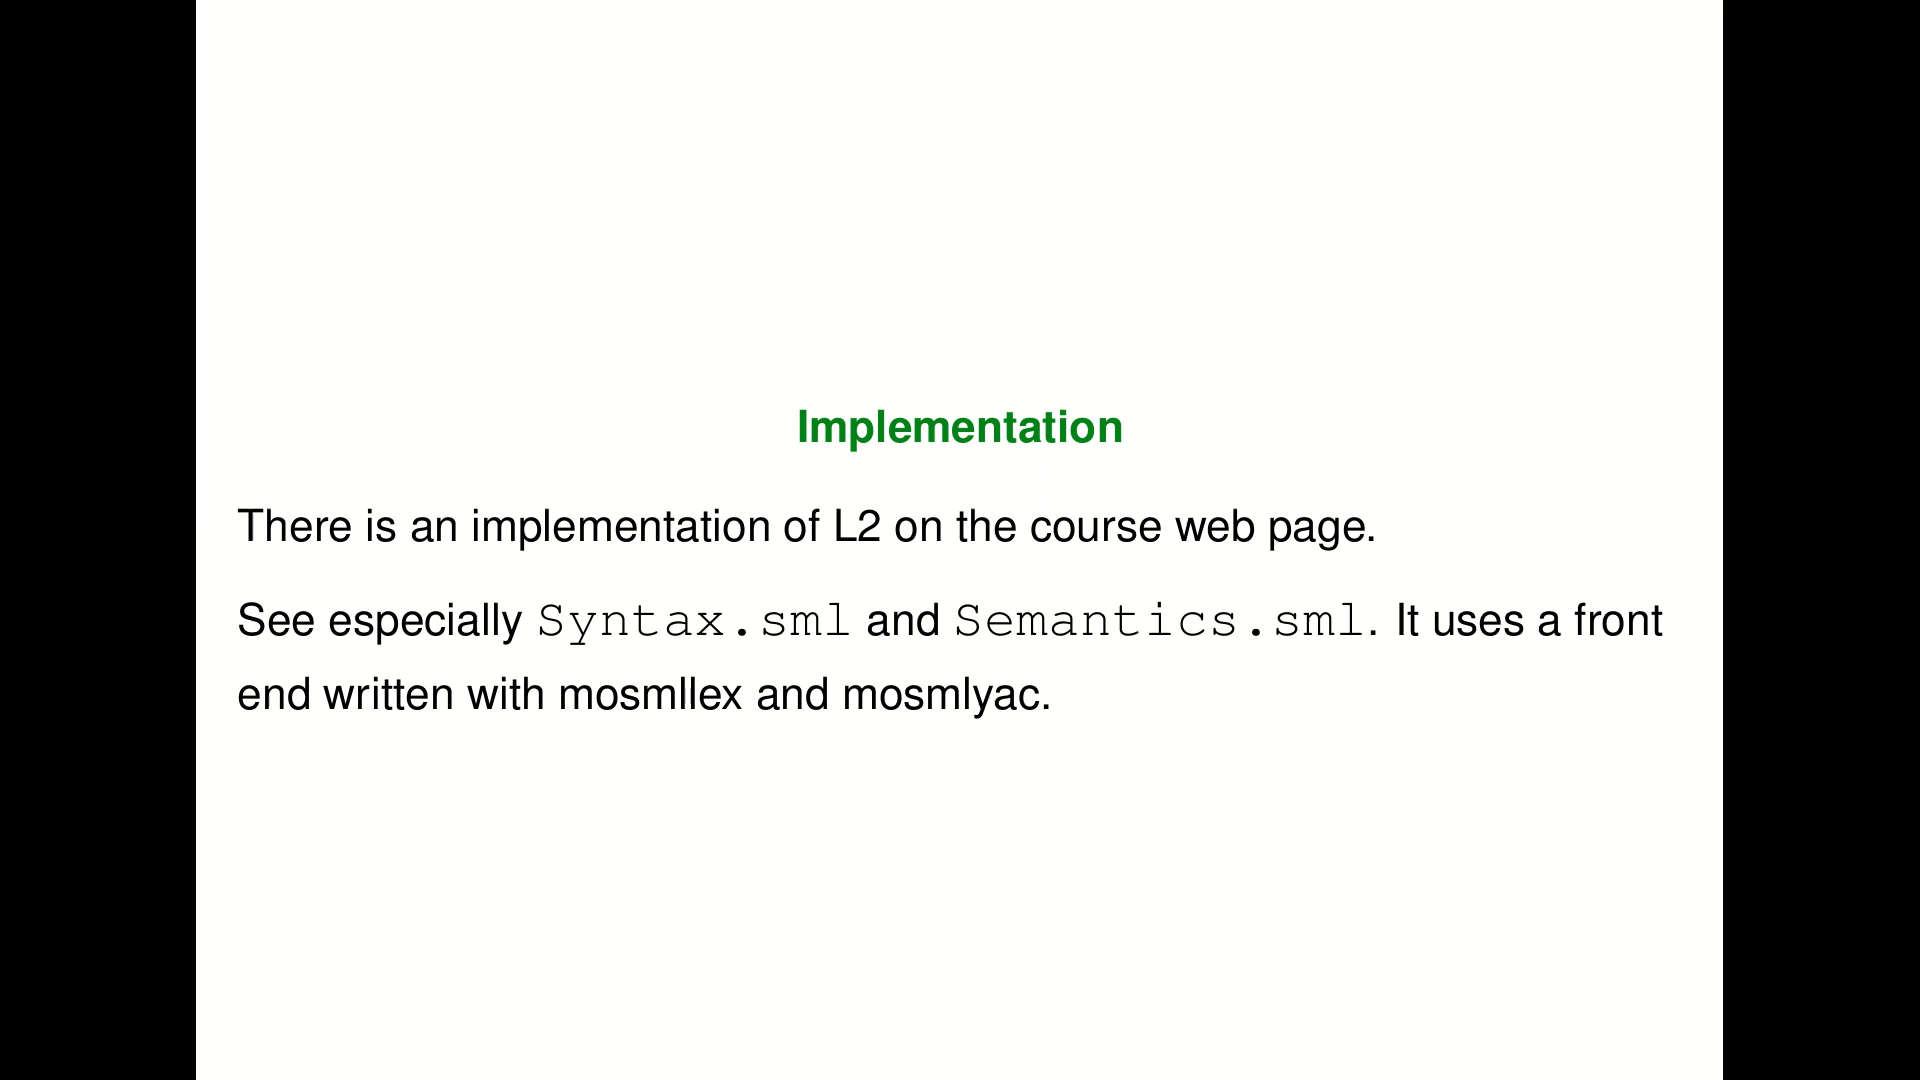 Implementation
There is an implementation of L2 on the course web page.
See especially Syntax.sml and Semantics.sml. It uses a front
end written with mosmllex and mosmlyac.